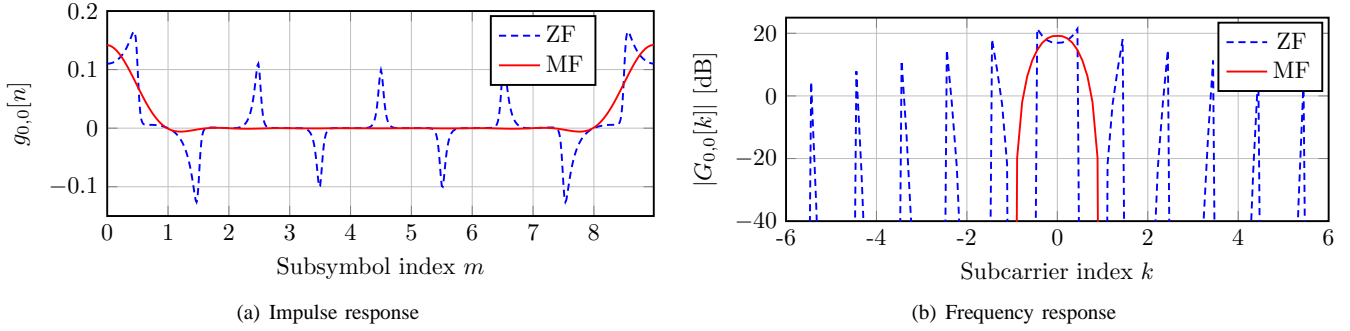 0.2
0.1
0
−0.1
g0,0[n]
ZF
MF
0 1 2 3 4 5 6 7 8
Subsymbol index m
(a) Impulse response
20
0
−20
−40
|G0,0[k]| [dB]
ZF
MF
-6 -4 -2 0 2 4 6
Subcarrier index k
(b) Frequency response